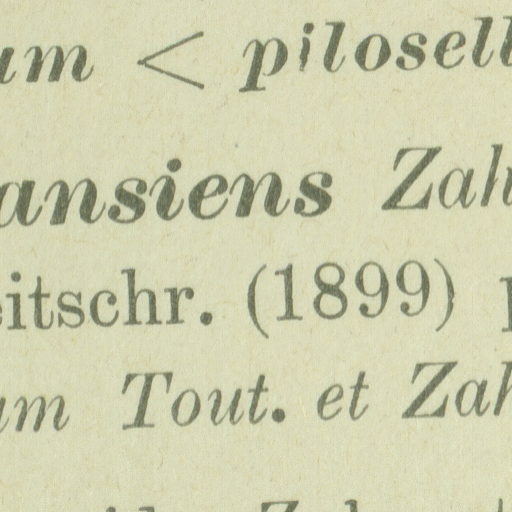 um < pilosell
ansiens Zah
eitschr. (1899) p
um Tout. et Zah